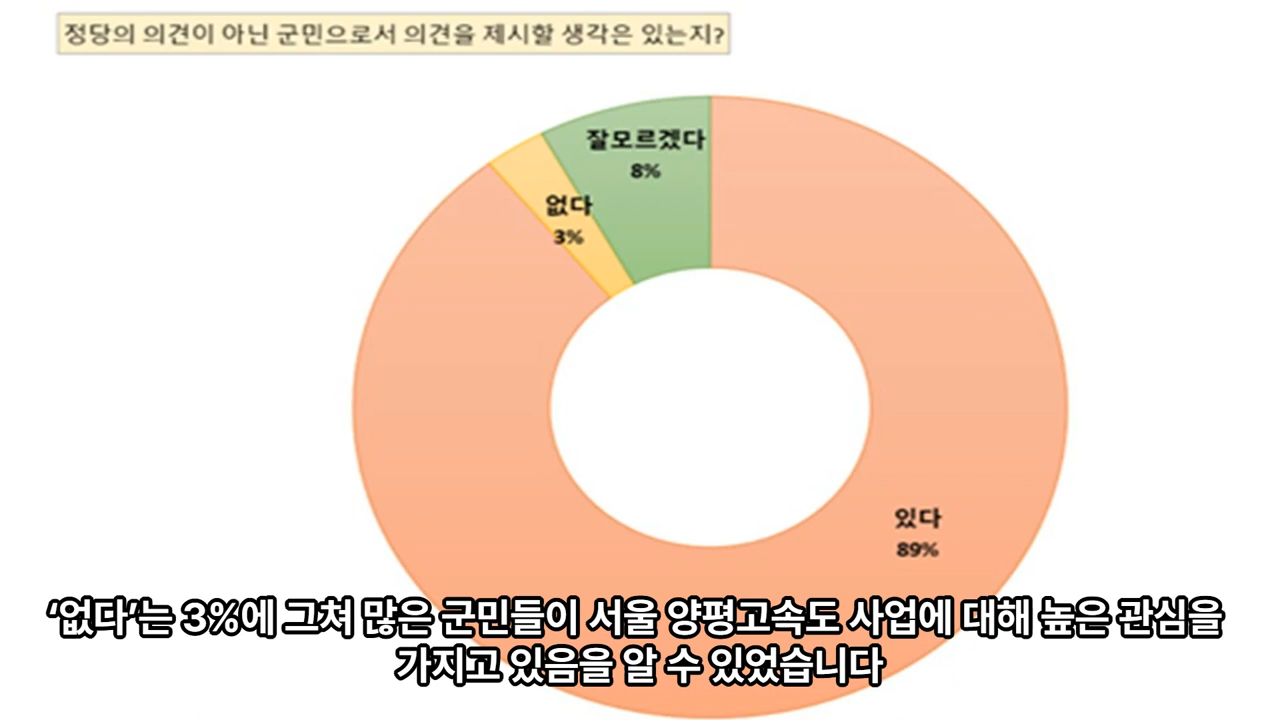 정당의 의견이 아닌 군민으로서 의견을 제시할 생각은 있는지?
잘모르겠다
8%
없다
3%
있다
89%
‘없다‘는 3%에 그쳐 많은 군민들이 서울 양평고속도 사업에 대해 높은 관심을
가지고 있음을 알 수 있었습니다